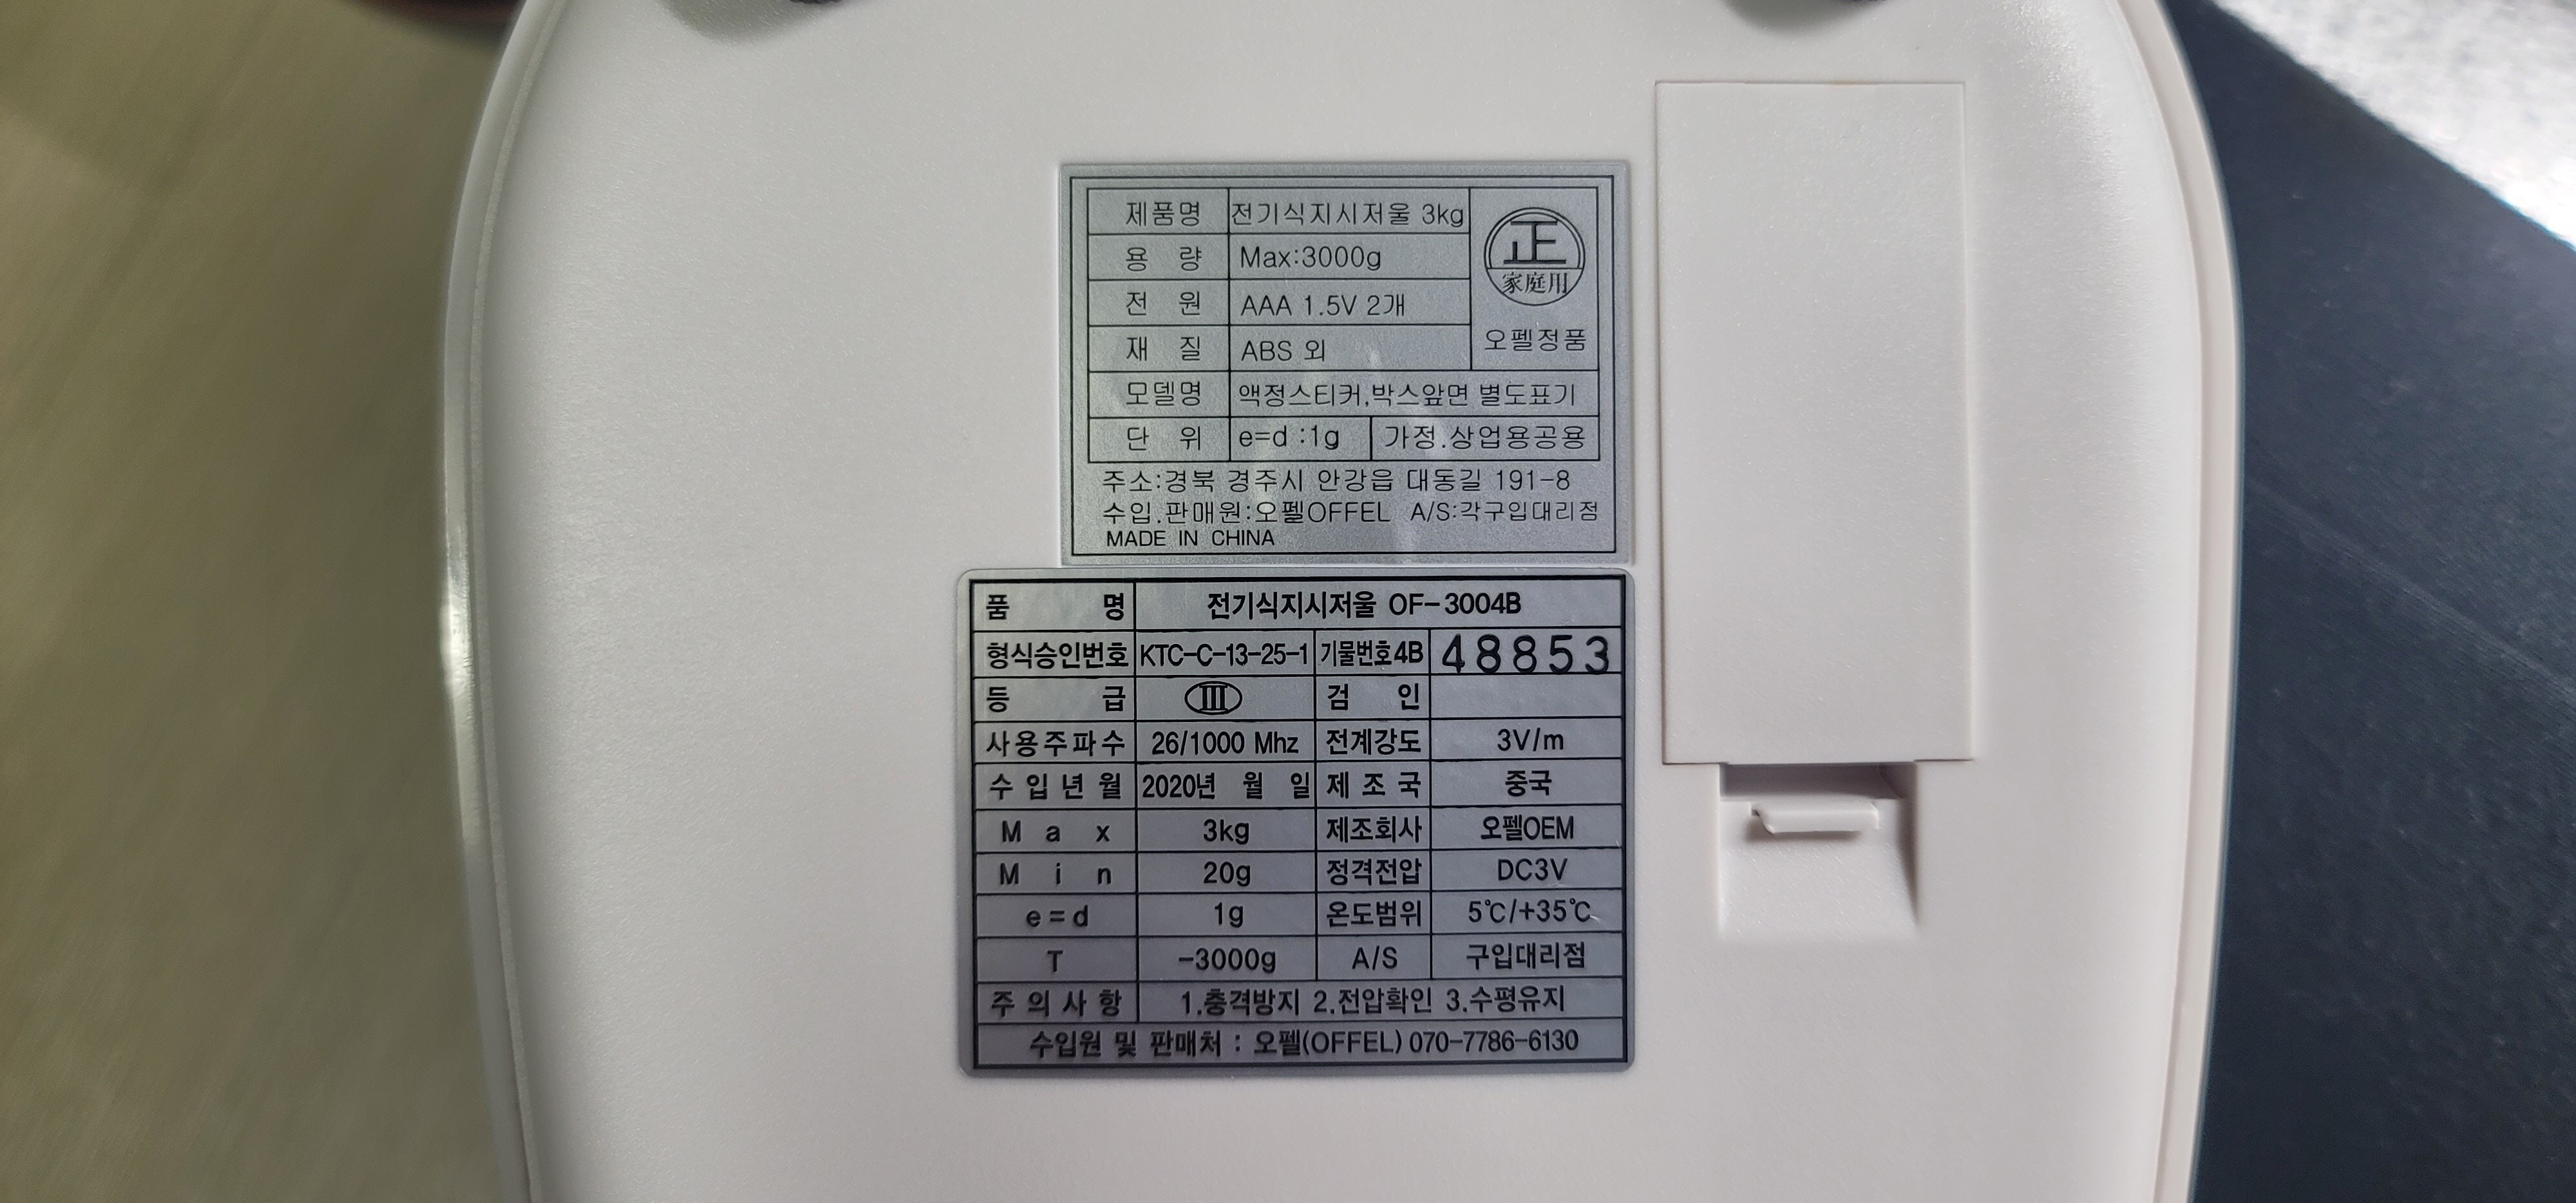 제품명 전기식지시저울 3kg
正
家庭用
오펠정품
용 량 Max:3000g
전 원 AAA 1.5V 2개
재 질 ABS 외
모델명 액정스티커,박스앞면 별도표기
단 위 e=d :1g 가정.상업용공용
주소:경북 경주시 안강읍 대동길 191-8
수입.판매원:오펠OFFEL A/S:각구입대리점
MADE IN CHINA
품 명 전기식지시저울 OF-3004B
형식승인번호 KTC-C-13-25-1 기물번호4B 48853
등 급 III 검 인
사용주파수 26/1000 Mhz 전계강도 3V/m
수입년월 2020년 월 일 제조국 중국
Max 3kg 제조회사 오펠OEM
Min 20g 정격전압 DC3V
e=d 1g 온도범위 5℃/+35℃
T -3000g A/S 구입대리점
주의사항 1.충격방지 2.전압확인 3.수평유지
수입원 및 판매처 : 오펠(OFFEL) 070-7786-6130